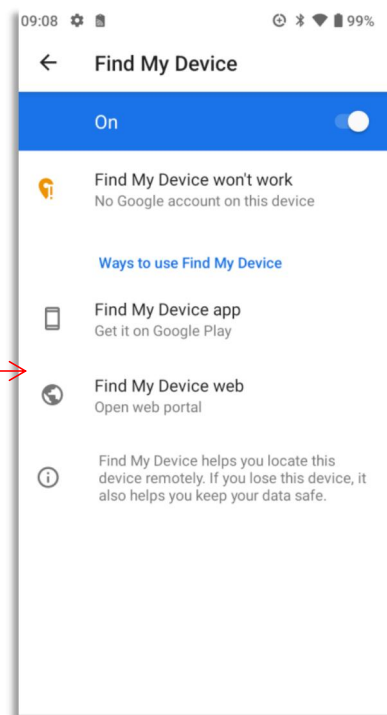 09:08 99%
Find My Device
On
Find My Device won't work
No Google account on this device
Ways to use Find My Device
Find My Device app
Get it on Google Play
Find My Device web
Open web portal
Find My Device helps you locate this
device remotely. If you lose this device, it
also helps you keep your data safe.